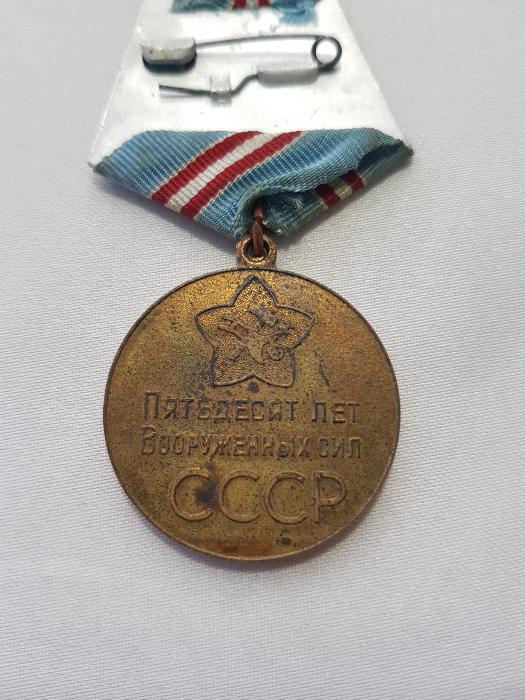 Пятьдесят лет
Вооруженных сил
СССР